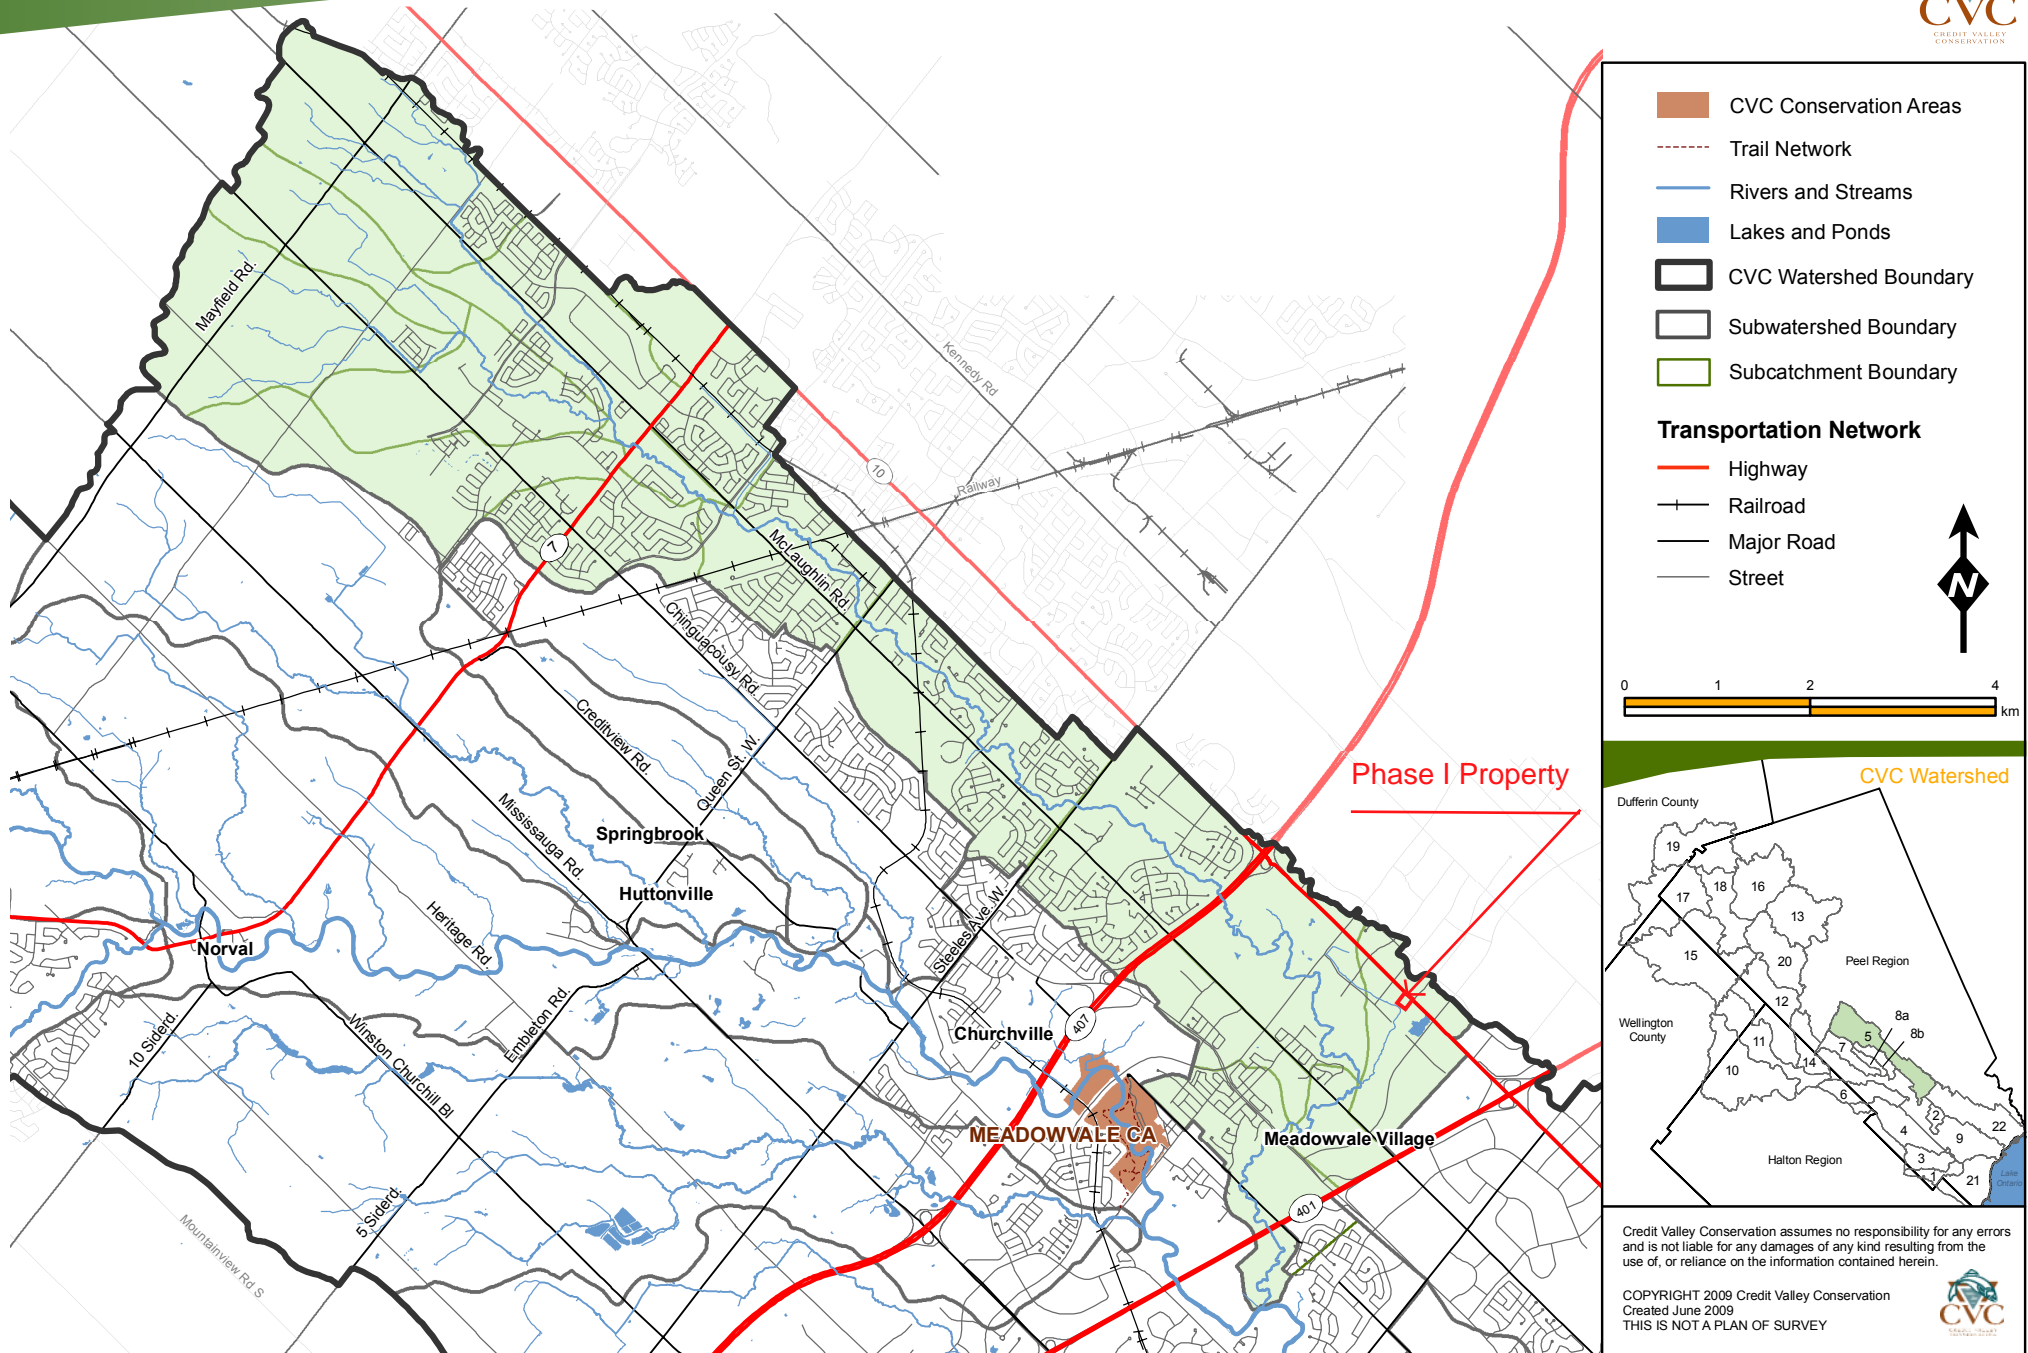 CVC
CREDIT VALLEY
CONSERVATION
CVC Conservation Areas
Trail Network
Rivers and Streams
Lakes and Ponds
CVC Watershed Boundary
Subwatershed Boundary
Subcatchment Boundary
Transportation Network
Highway
Railroad
Major Road
Street
N
0 1 2 4
km
Mayfield Rd.
Kennedy Rd
10
Railway
7
McLaughlin Rd.
Chinguacousy Rd.
Creditview Rd.
Queen St. W.
Mississauga Rd.
Springbrook
Huttonville
Heritage Rd.
Norval
Steeles Ave. W.
Phase I Property
10 Siderd.
Winston Churchill Bl
Embleton Rd.
Churchville
407
MEADOWVALE CA
Meadowvale Village
401
5 Siderd.
Mountainview Rd S
CVC Watershed
Dufferin County
19
17
18
16
13
15
20
Peel Region
12
Wellington
County
8a
5
8b
11
7
14
10
6
2
4
9
22
3
1
21
Halton Region
Lake
Ontario
Credit Valley Conservation assumes no responsibility for any errors
and is not liable for any damages of any kind resulting from the
use of, or reliance on the information contained herein.
COPYRIGHT 2009 Credit Valley Conservation
Created June 2009
THIS IS NOT A PLAN OF SURVEY
CVC